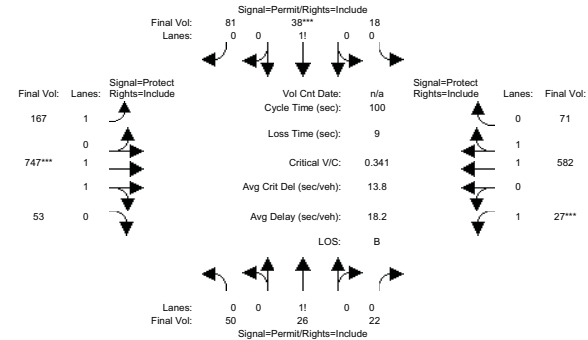 Signal=Permit/Rights=Include
Final Vol: 81 38*** 18
Lanes: 0 0 1! 0 0
Signal=Protect Signal=Protect
Final Vol: Lanes: Rights=Include Vol Cnt Date: n/a Rights=Include Lanes: Final Vol:
Cycle Time (sec): 100
167 1 0 71
Loss Time (sec): 9
0 1
747*** 1 Critical V/C: 0.341 1 582
1 Avg Crit Del (sec/veh): 13.8 0
53 0 Avg Delay (sec/veh): 18.2 1 27***
LOS: B
Lanes: 0 0 1! 0 0
Final Vol: 50 26 22
Signal=Permit/Rights=Include